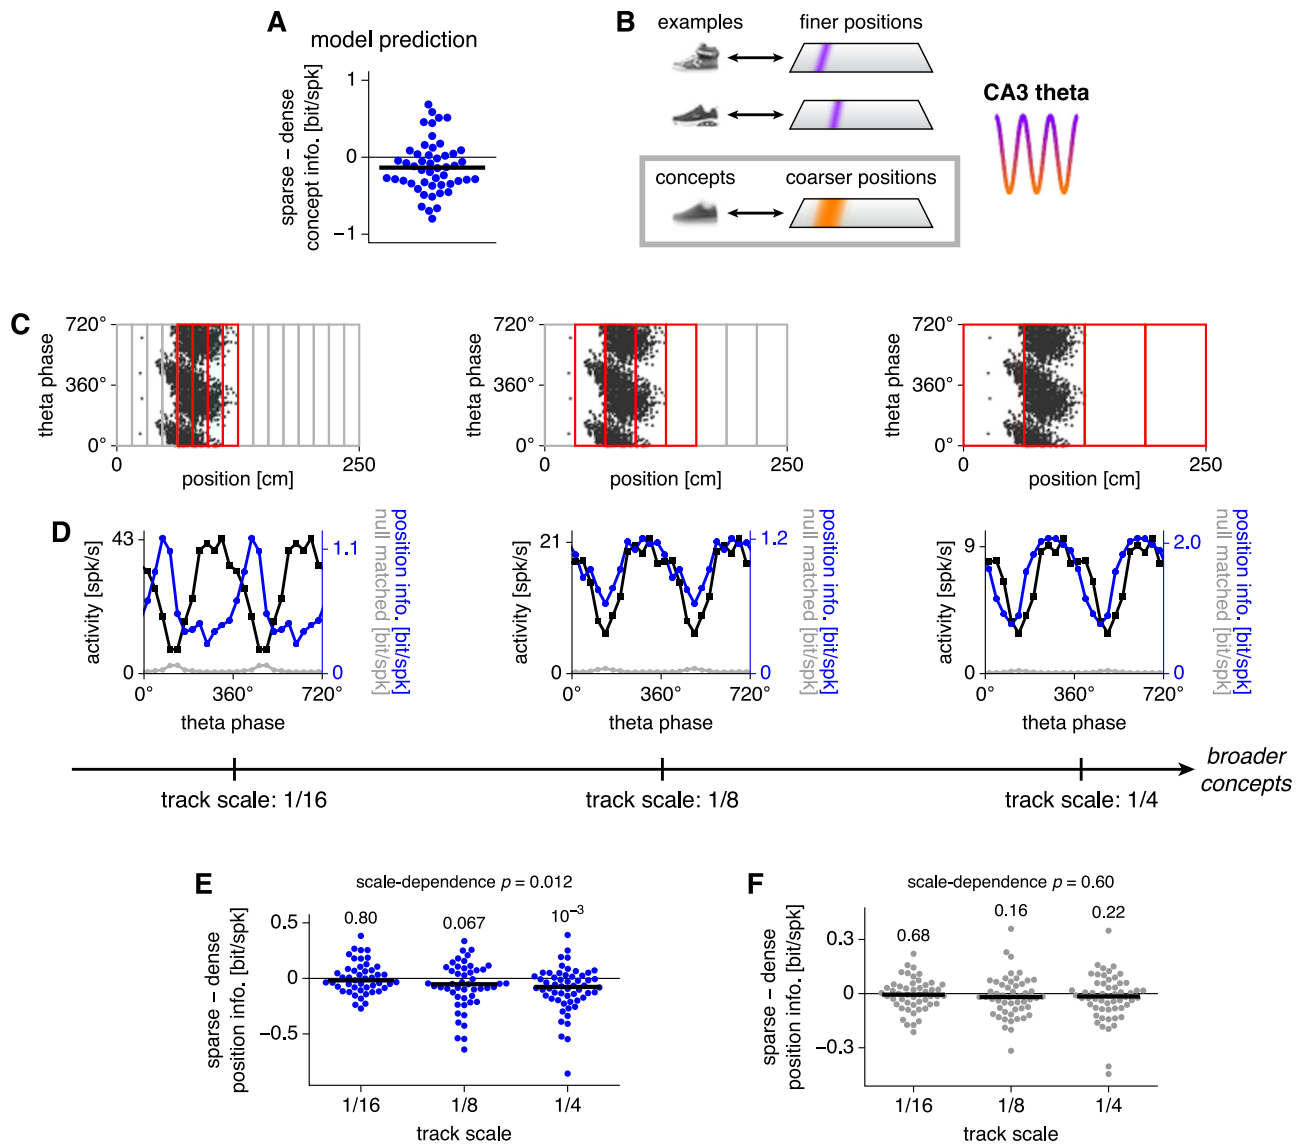 A
model prediction
sparse – dense
concept info. [bit/spk]
1
0
−1
B
examples
finer positions
concepts
coarser positions
CA3 theta
C
theta phase
720°
360°
0°
0
250
position [cm]
theta phase
720°
360°
0°
0
250
position [cm]
theta phase
720°
360°
0°
0
250
position [cm]
D
activity [spk/s]
43
0
0°
360°
720°
theta phase
1.1
0
position info. [bit/spk]
null matched [bit/spk]
activity [spk/s]
21
0
0°
360°
720°
theta phase
1.2
0
position info. [bit/spk]
null matched [bit/spk]
activity [spk/s]
9
0
0°
360°
720°
theta phase
2.0
0
position info. [bit/spk]
null matched [bit/spk]
track scale: 1/16
track scale: 1/8
track scale: 1/4
broader
concepts
E
scale-dependence p = 0.012
sparse – dense
position info. [bit/spk]
0.5
0
−0.5
0.80
0.067
10⁻³
1/16
1/8
1/4
track scale
F
scale-dependence p = 0.60
sparse – dense
position info. [bit/spk]
0.3
0
−0.3
0.68
0.16
0.22
1/16
1/8
1/4
track scale